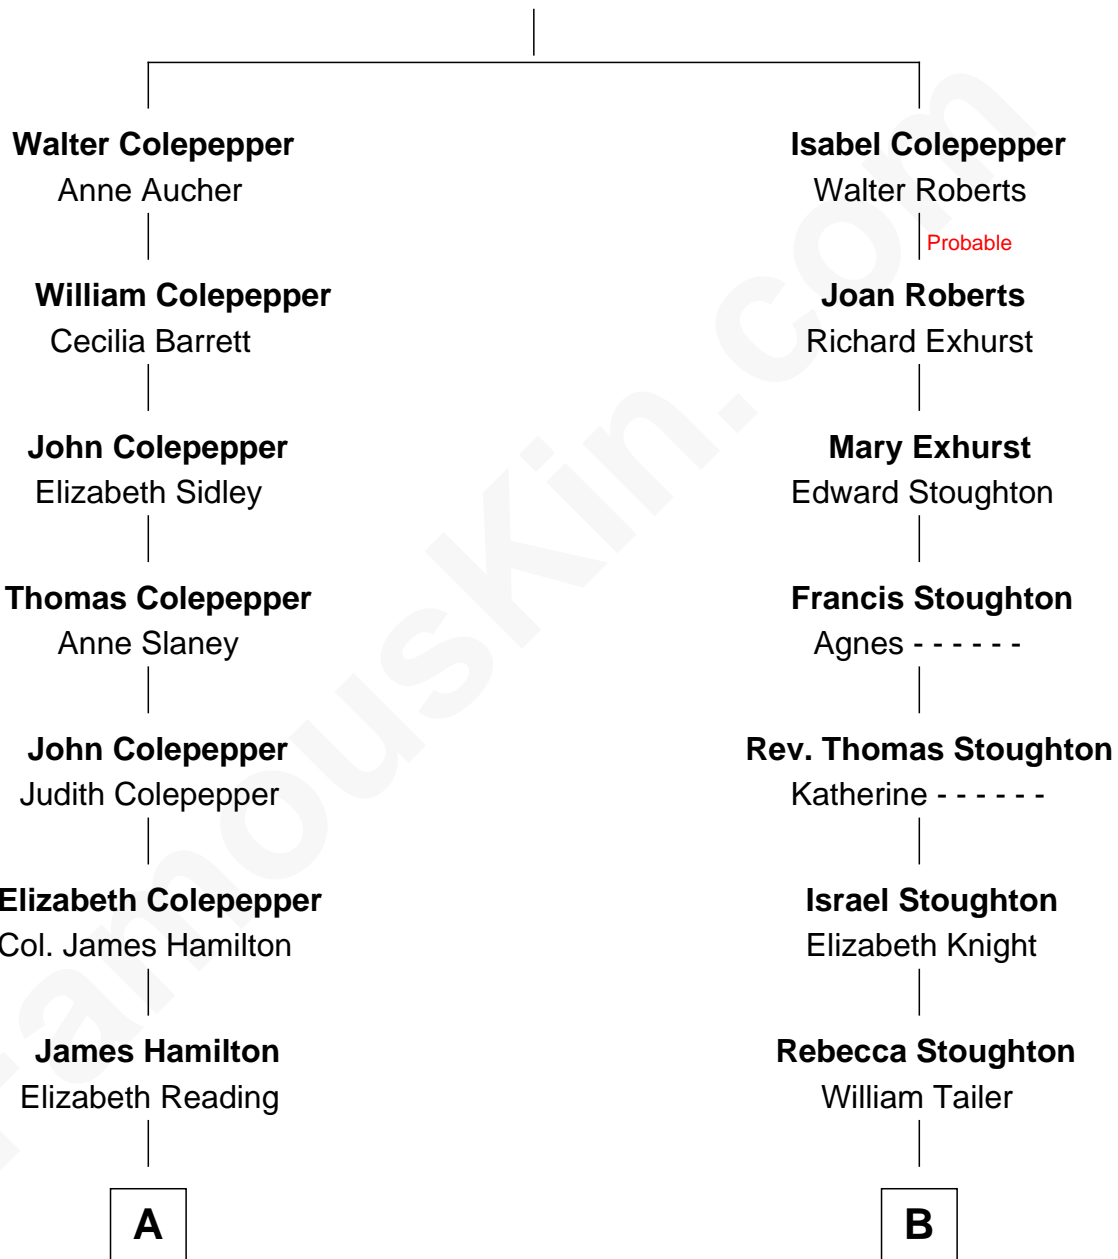 Walter Colepepper
Anne Aucher
William Colepepper
Cecilia Barrett
John Colepepper
Elizabeth Sidley
Thomas Colepepper
Anne Slaney
John Colepepper
Judith Colepepper
Elizabeth Colepepper
Col. James Hamilton
James Hamilton
Elizabeth Reading
A
Isabel Colepepper
Walter Roberts
Probable
Joan Roberts
Richard Exhurst
Mary Exhurst
Edward Stoughton
Francis Stoughton
Agnes - - - - - -
Rev. Thomas Stoughton
Katherine - - - - - -
Israel Stoughton
Elizabeth Knight
Rebecca Stoughton
William Tailer
B
FamousKin.com